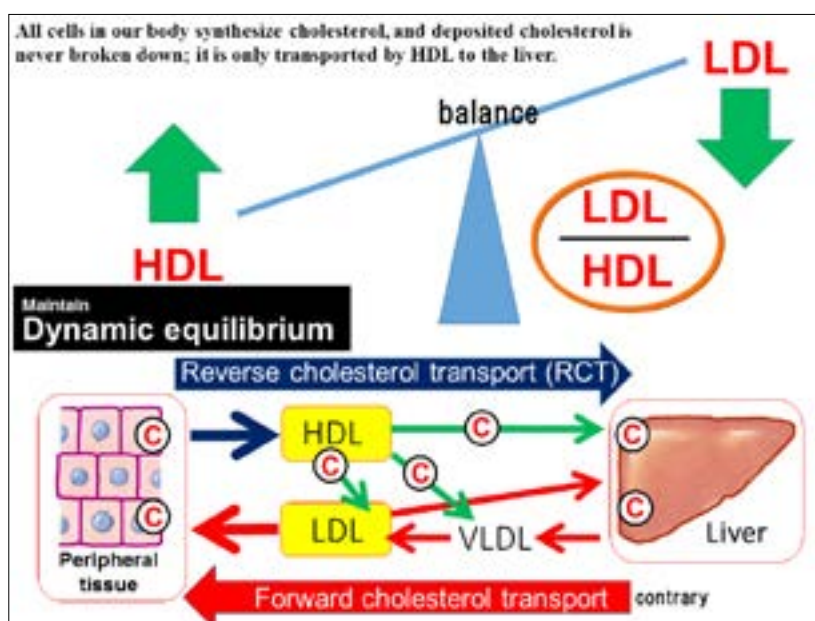 All cells in our body synthesize cholesterol, and deposited cholesterol is
never broken down; it is only transported by HDL to the liver.
LDL
balance
LDL
HDL
HDL
Maintain
Dynamic equilibrium
Reverse cholesterol transport (RCT)
C
HDL
C
C
C
C
C
C
LDL
VLDL
Liver
Peripheral
tissue
Forward cholesterol transport
contrary